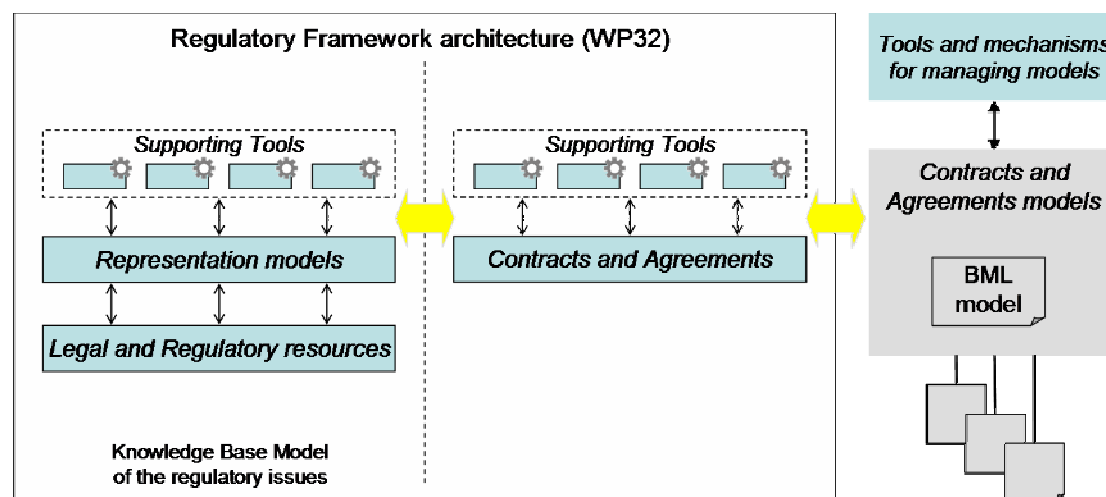 Regulatory Framework architecture (WP32)
Supporting Tools
Representation models
Legal and Regulatory resources
Knowledge Base Model
of the regulatory issues
Supporting Tools
Contracts and Agreements
Tools and mechanisms
for managing models
Contracts and
Agreements models
BML
model